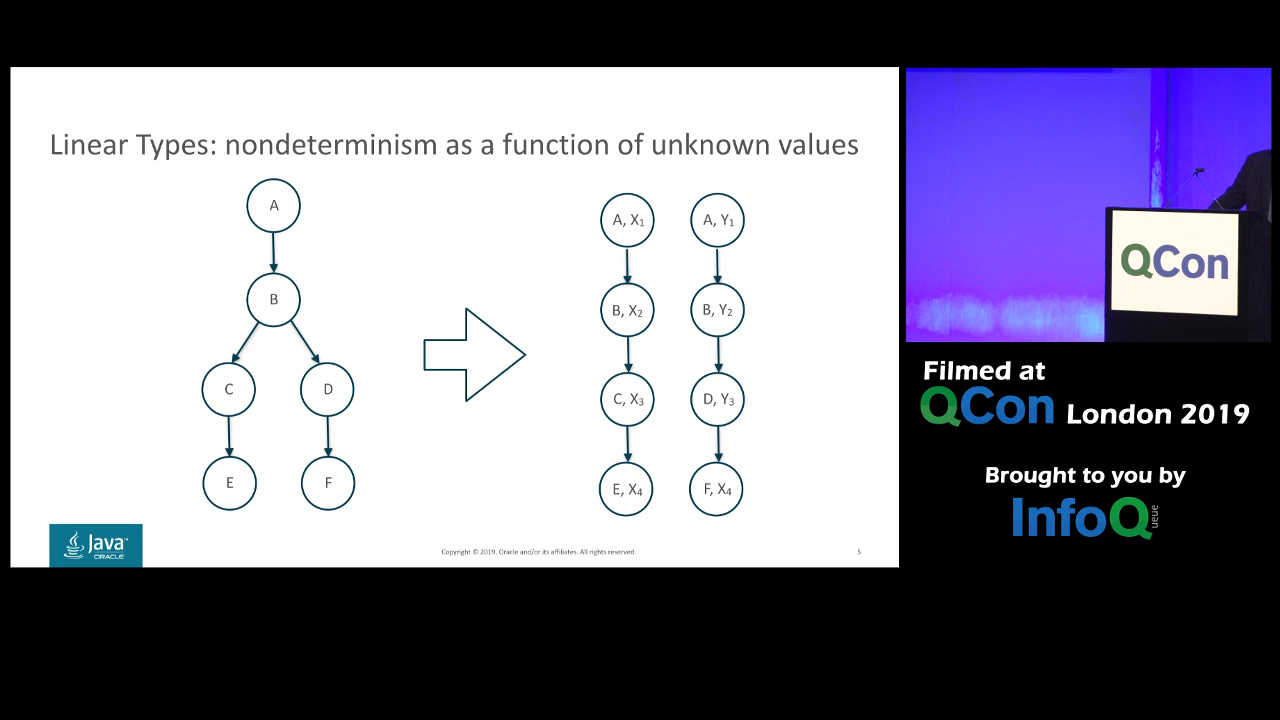 Linear Types: nondeterminism as a function of unknown values
A
B
C
D
E
F
A, X₁
A, Y₁
B, X₂
B, Y₂
C, X₃
D, Y₃
E, X₄
F, X₄
Java™
ORACLE
Copyright © 2019, Oracle and/or its affiliates. All rights reserved.
5
QCon
Filmed at
QCon London 2019
Brought to you by
InfoQ
ueue